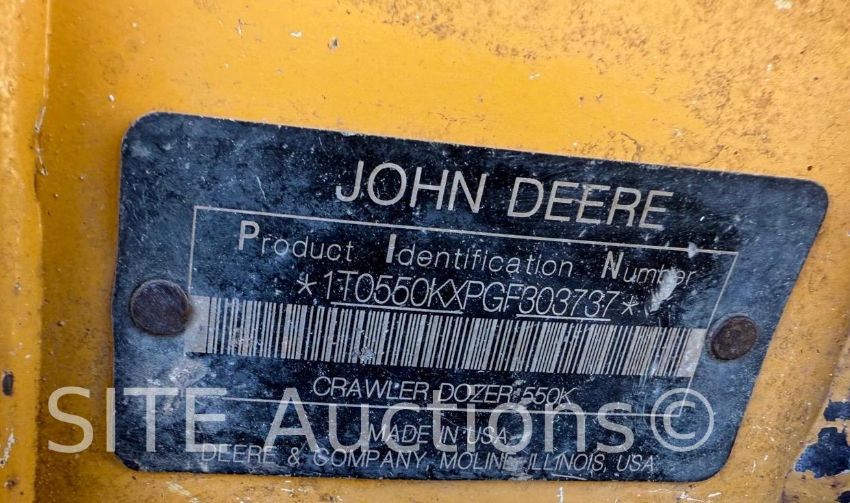 JOHN DEERE
Product Identification Number
*1T0550KXPGF303737*
CRAWLER DOZER 550K
SITE Auctions©
MADE IN USA
DEERE & COMPANY, MOLINE, ILLINOIS, USA